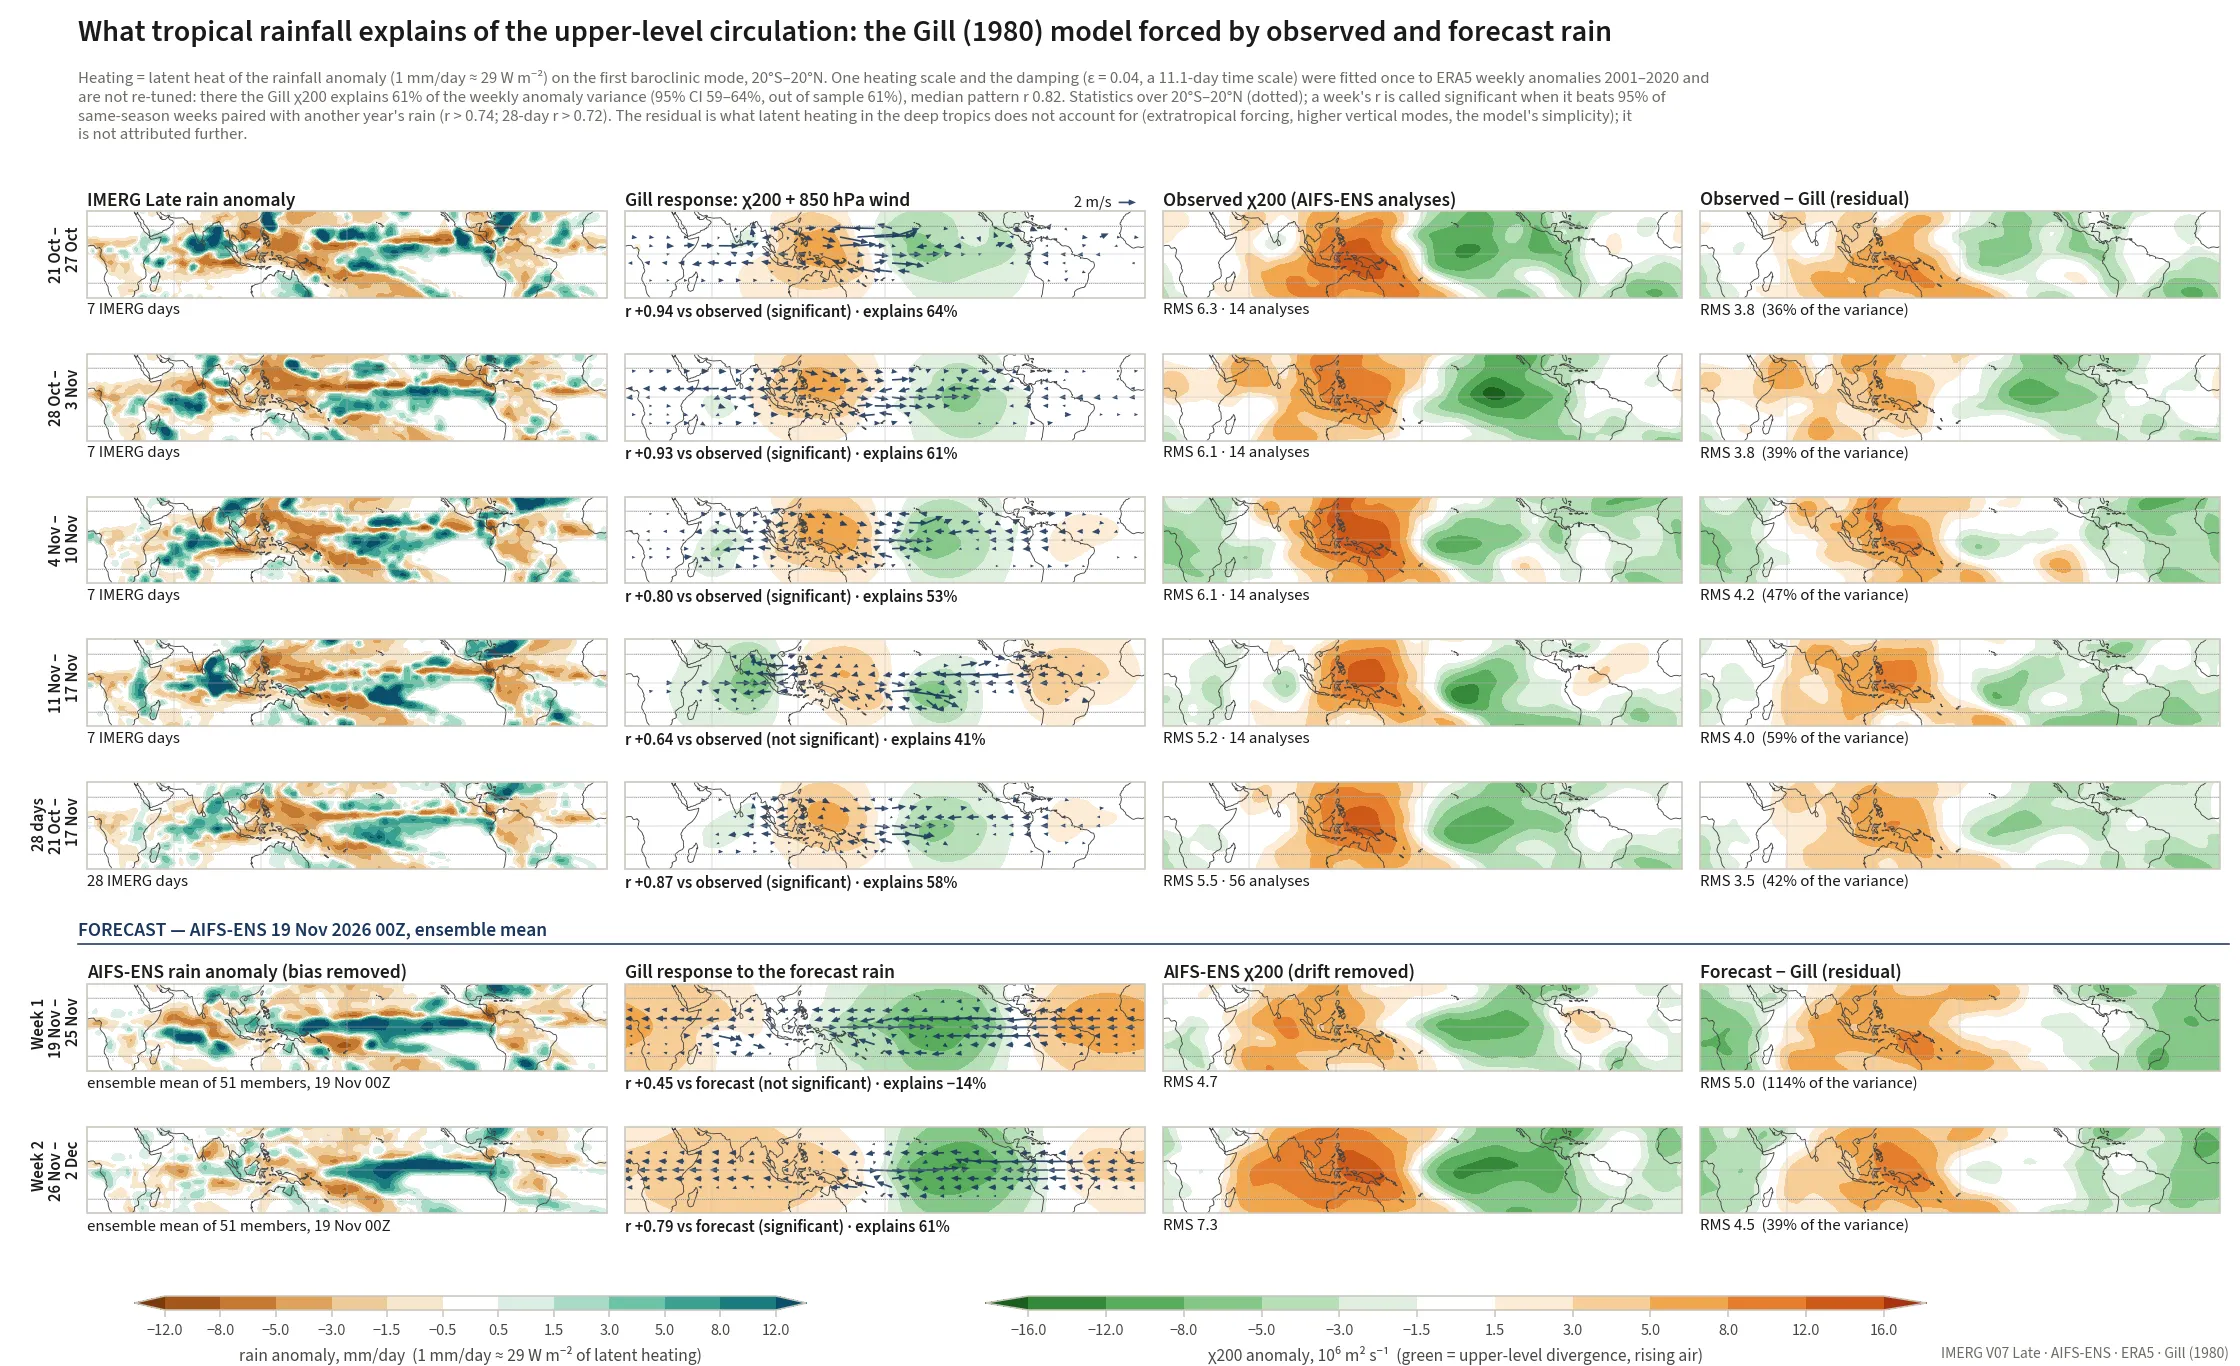 What tropical rainfall explains of the upper-level circulation: the Gill (1980) model forced by observed and forecast rain
Heating = latent heat of the rainfall anomaly (1 mm/day ≈ 29 W m⁻²) on the first baroclinic mode, 20°S–20°N. One heating scale and the damping (ε = 0.04, a 11.1-day time scale) were fitted once to ERA5 weekly anomalies 2001–2020 and
are not re-tuned: there the Gill χ200 explains 61% of the weekly anomaly variance (95% CI 59–64%, out of sample 61%), median pattern r 0.82. Statistics over 20°S–20°N (dotted); a week's r is called significant when it beats 95% of
same-season weeks paired with another year's rain (r > 0.74; 28-day r > 0.72). The residual is what latent heating in the deep tropics does not account for (extratropical forcing, higher vertical modes, the model's simplicity); it
is not attributed further.
IMERG Late rain anomaly
Gill response: χ200 + 850 hPa wind
2 m/s
Observed χ200 (AIFS-ENS analyses)
Observed − Gill (residual)
21 Oct –
27 Oct
7 IMERG days
r +0.94 vs observed (significant) · explains 64%
RMS 6.3 · 14 analyses
RMS 3.8 (36% of the variance)
28 Oct –
3 Nov
7 IMERG days
r +0.93 vs observed (significant) · explains 61%
RMS 6.1 · 14 analyses
RMS 3.8 (39% of the variance)
4 Nov –
10 Nov
7 IMERG days
r +0.80 vs observed (significant) · explains 53%
RMS 6.1 · 14 analyses
RMS 4.2 (47% of the variance)
11 Nov –
17 Nov
7 IMERG days
r +0.64 vs observed (not significant) · explains 41%
RMS 5.2 · 14 analyses
RMS 4.0 (59% of the variance)
28 days
21 Oct –
17 Nov
28 IMERG days
r +0.87 vs observed (significant) · explains 58%
RMS 5.5 · 56 analyses
RMS 3.5 (42% of the variance)
FORECAST — AIFS-ENS 19 Nov 2026 00Z, ensemble mean
AIFS-ENS rain anomaly (bias removed)
Gill response to the forecast rain
AIFS-ENS χ200 (drift removed)
Forecast − Gill (residual)
Week 1
19 Nov –
25 Nov
ensemble mean of 51 members, 19 Nov 00Z
r +0.45 vs forecast (not significant) · explains −14%
RMS 4.7
RMS 5.0 (114% of the variance)
Week 2
26 Nov –
2 Dec
ensemble mean of 51 members, 19 Nov 00Z
r +0.79 vs forecast (significant) · explains 61%
RMS 7.3
RMS 4.5 (39% of the variance)
−12.0 −8.0 −5.0 −3.0 −1.5 −0.5 0.5 1.5 3.0 5.0 8.0 12.0
rain anomaly, mm/day (1 mm/day ≈ 29 W m⁻² of latent heating)
−16.0 −12.0 −8.0 −5.0 −3.0 −1.5 1.5 3.0 5.0 8.0 12.0 16.0
χ200 anomaly, 10⁶ m² s⁻¹ (green = upper-level divergence, rising air)
IMERG V07 Late · AIFS-ENS · ERA5 · Gill (1980)